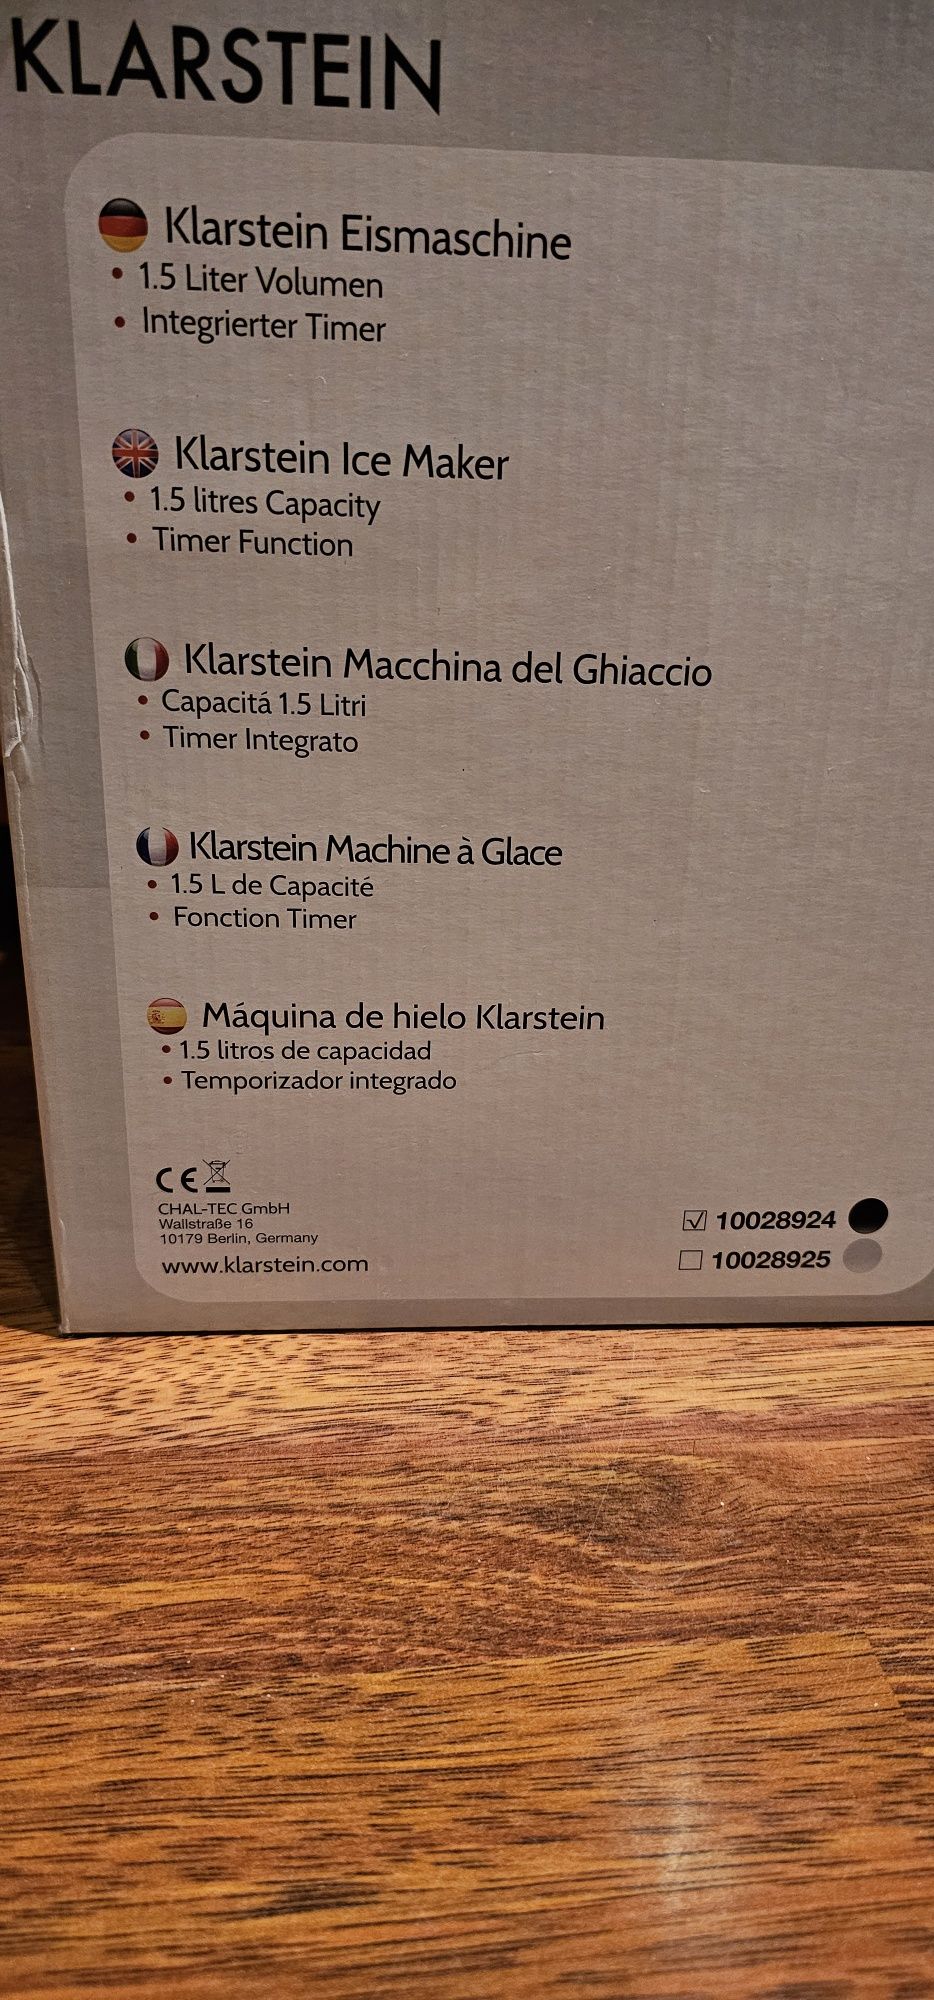 KLARSTEIN
Klarstein Eismaschine
• 1.5 Liter Volumen
• Integrierter Timer
Klarstein Ice Maker
• 1.5 litres Capacity
• Timer Function
Klarstein Macchina del Ghiaccio
• Capacitá 1.5 Litri
• Timer Integrato
Klarstein Machine à Glace
• 1.5 L de Capacité
• Fonction Timer
Máquina de hielo Klarstein
• 1.5 litros de capacidad
• Temporizador integrado
CE
CHAL-TEC GmbH
Wallstraße 16
10179 Berlin, Germany
www.klarstein.com
☑ 10028924
☐ 10028925